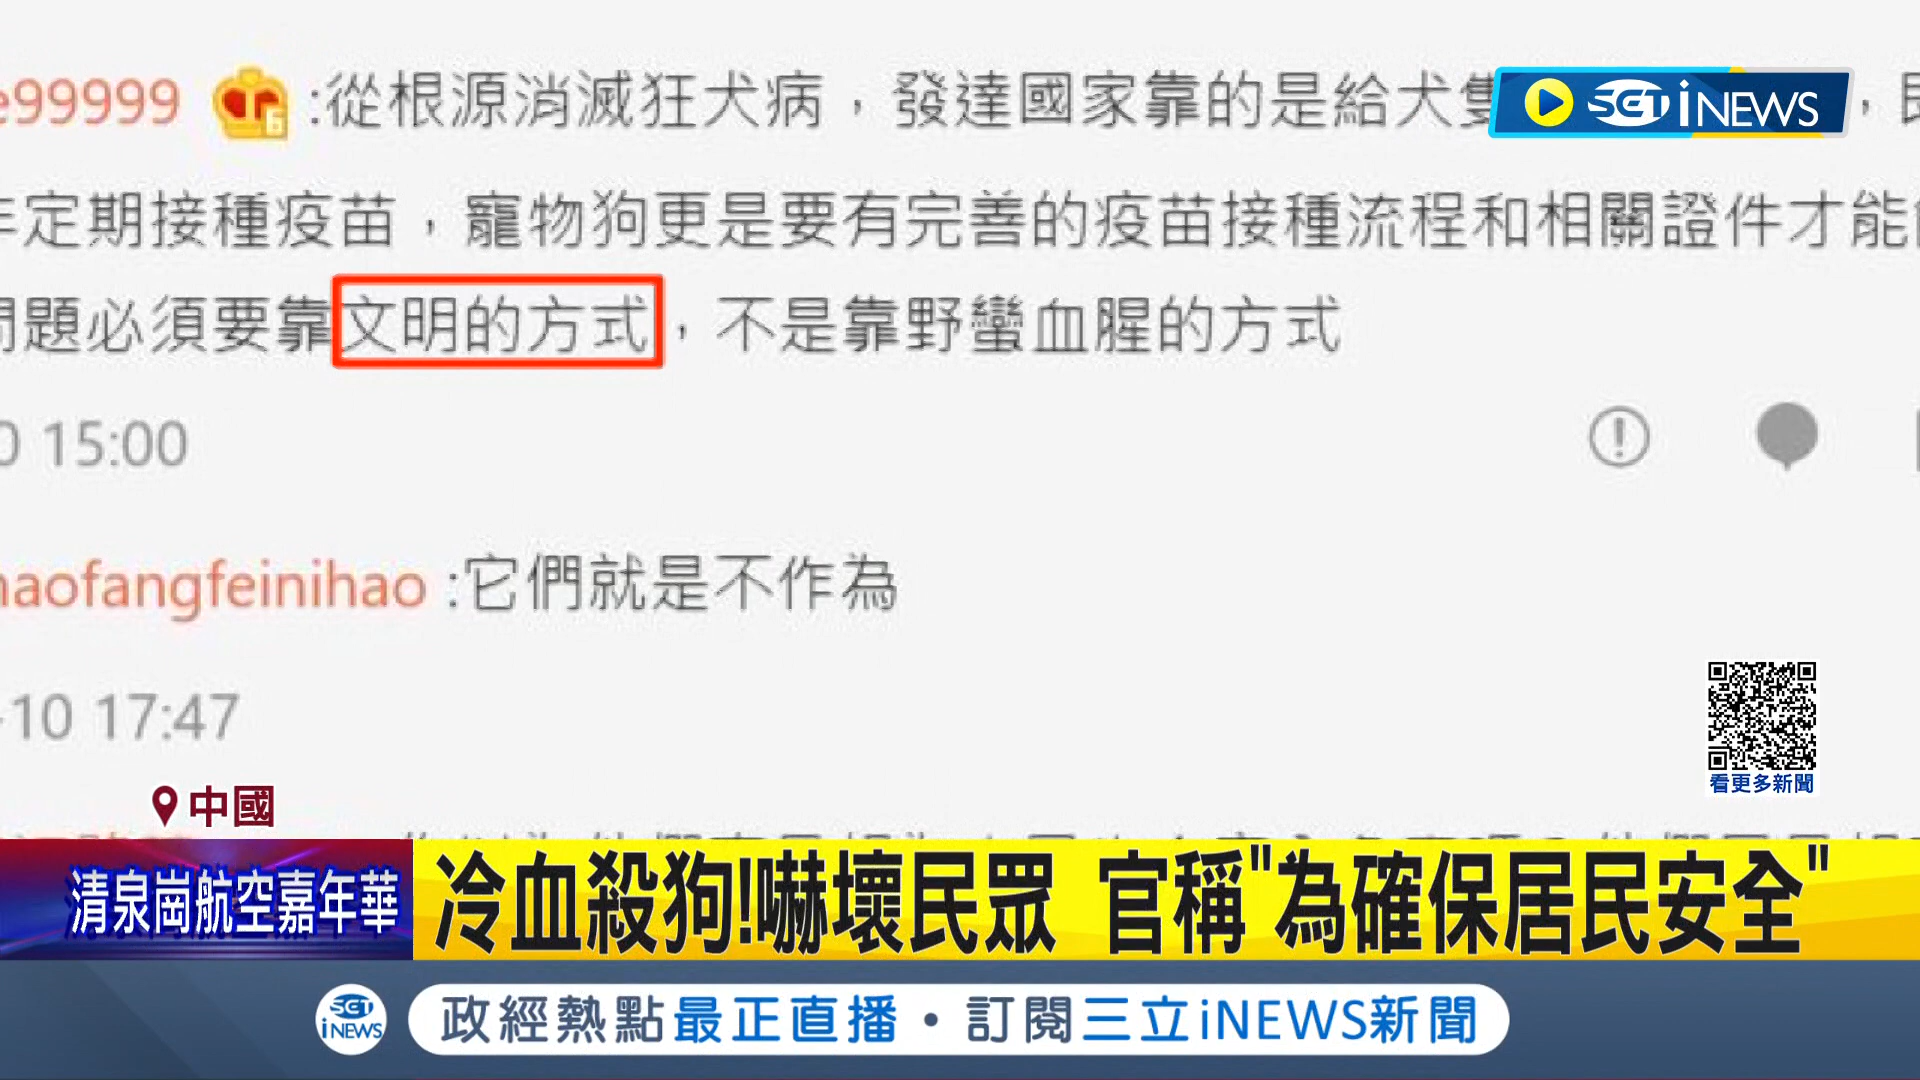 e99999 :從根源消滅狂犬病，發達國家靠的是給犬隻
SET iNEWS
年定期接種疫苗，寵物狗更是要有完善的疫苗接種流程和相關證件才能
問題必須要靠文明的方式，不是靠野蠻血腥的方式
0 15:00
haofangfeinihao :它們就是不作為
-10 17:47
看更多新聞
中國
清泉崗航空嘉年華
冷血殺狗!嚇壞民眾 官稱"為確保居民安全"
SET iNEWS
政經熱點最正直播・訂閱三立iNEWS新聞